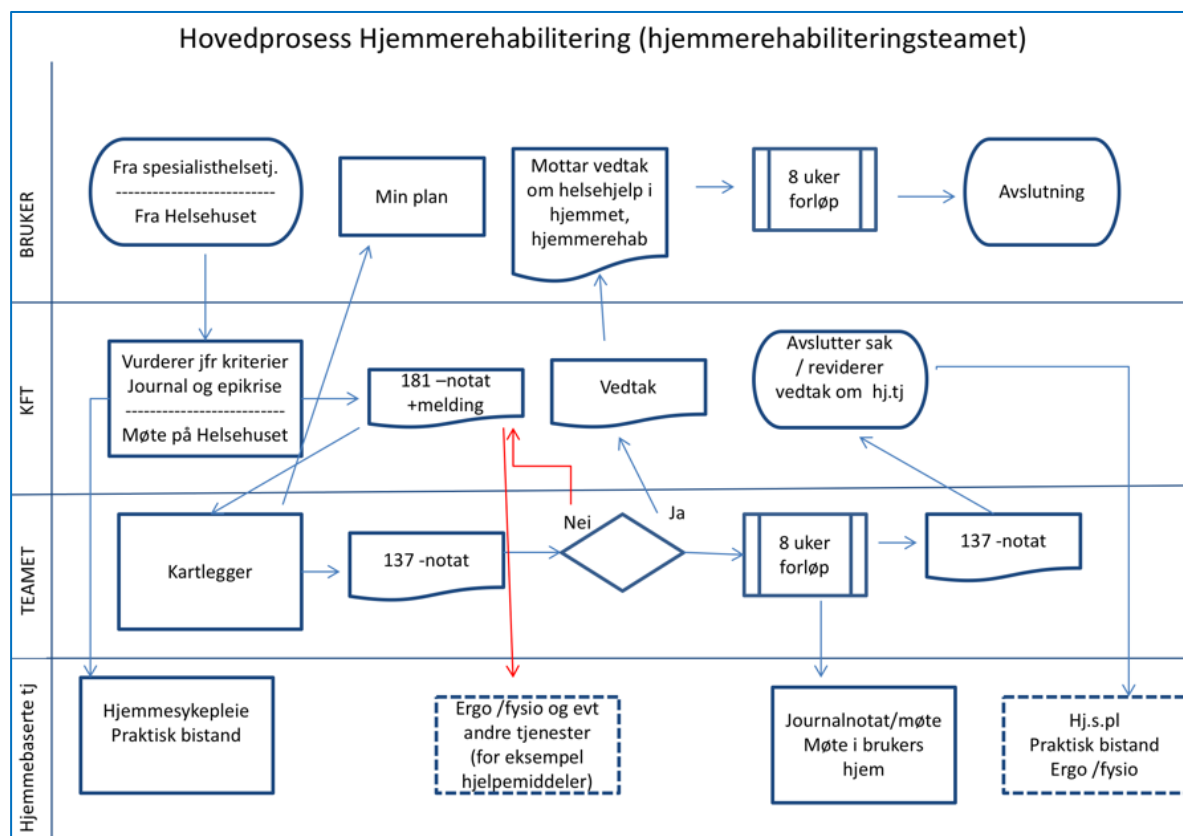 Hovedprosess Hjemmerehabilitering (hjemmerehabiliteringsteamet)
BRUKER
Fra spesialisthelsetj.
---------------------------
Fra Helsehuset
Min plan
Mottar vedtak
om helsehjelp i
hjemmet,
hjemmerehab
8 uker
forløp
Avslutning
KFT
Vurderer jfr kriterier
Journal og epikrise
---------------------------
Møte på Helsehuset
181 –notat
+melding
Vedtak
Avslutter sak
/ reviderer
vedtak om hj.tj
TEAMET
Kartlegger
137 -notat
Nei
Ja
8 uker
forløp
137 -notat
Hjemmebaserte tj
Hjemmesykepleie
Praktisk bistand
Ergo /fysio og evt
andre tjenester
(for eksempel
hjelpemiddeler)
Journalnotat/møte
Møte i brukers
hjem
Hj.s.pl
Praktisk bistand
Ergo /fysio